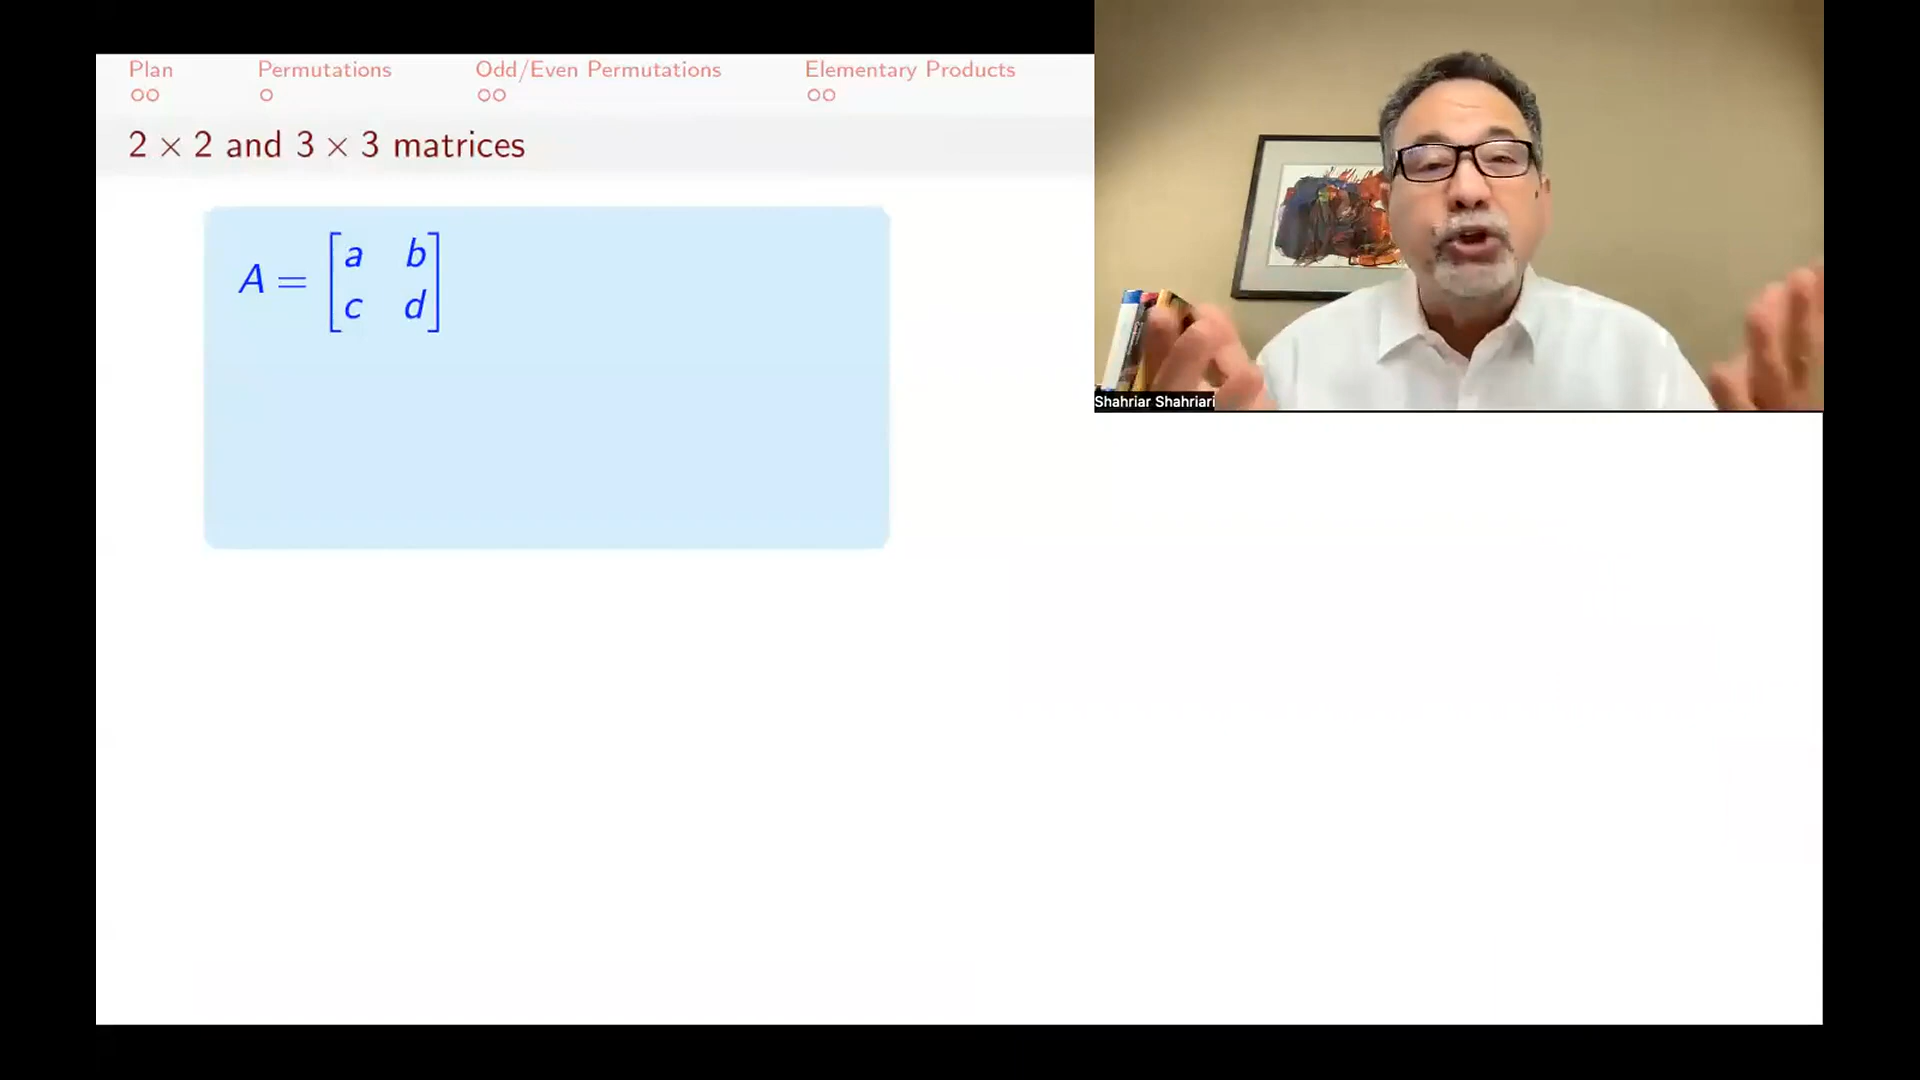 Plan Permutations Odd/Even Permutations Elementary Products
2 × 2 and 3 × 3 matrices
A = [a b
c d]
Shahriar Shahriari